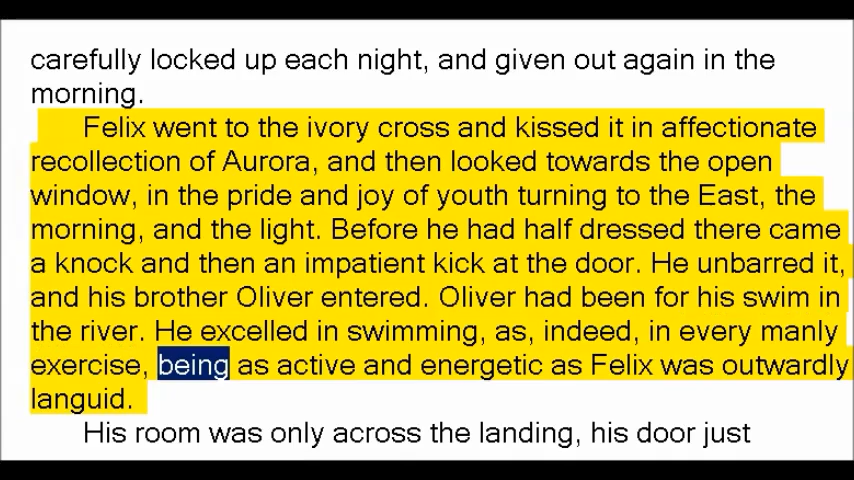 carefully locked up each night, and given out again in the
morning.
Felix went to the ivory cross and kissed it in affectionate
recollection of Aurora, and then looked towards the open
window, in the pride and joy of youth turning to the East, the
morning, and the light. Before he had half dressed there came
a knock and then an impatient kick at the door. He unbarred it,
and his brother Oliver entered. Oliver had been for his swim in
the river. He excelled in swimming, as, indeed, in every manly
exercise, being as active and energetic as Felix was outwardly
languid.
His room was only across the landing, his door just